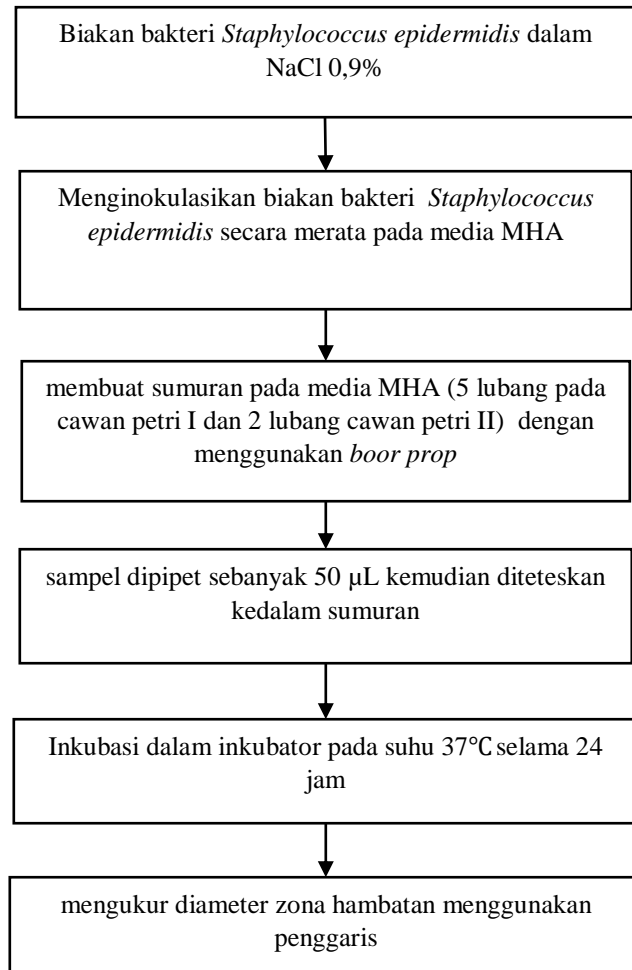 Biakan bakteri Staphylococcus epidermidis dalam
NaCl 0,9%
Menginokulasikan biakan bakteri Staphylococcus
epidermidis secara merata pada media MHA
membuat sumuran pada media MHA (5 lubang pada
cawan petri I dan 2 lubang cawan petri II) dengan
menggunakan boor prop
sampel dipipet sebanyak 50 µL kemudian diteteskan
kedalam sumuran
Inkubasi dalam inkubator pada suhu 37℃ selama 24
jam
mengukur diameter zona hambatan menggunakan
penggaris